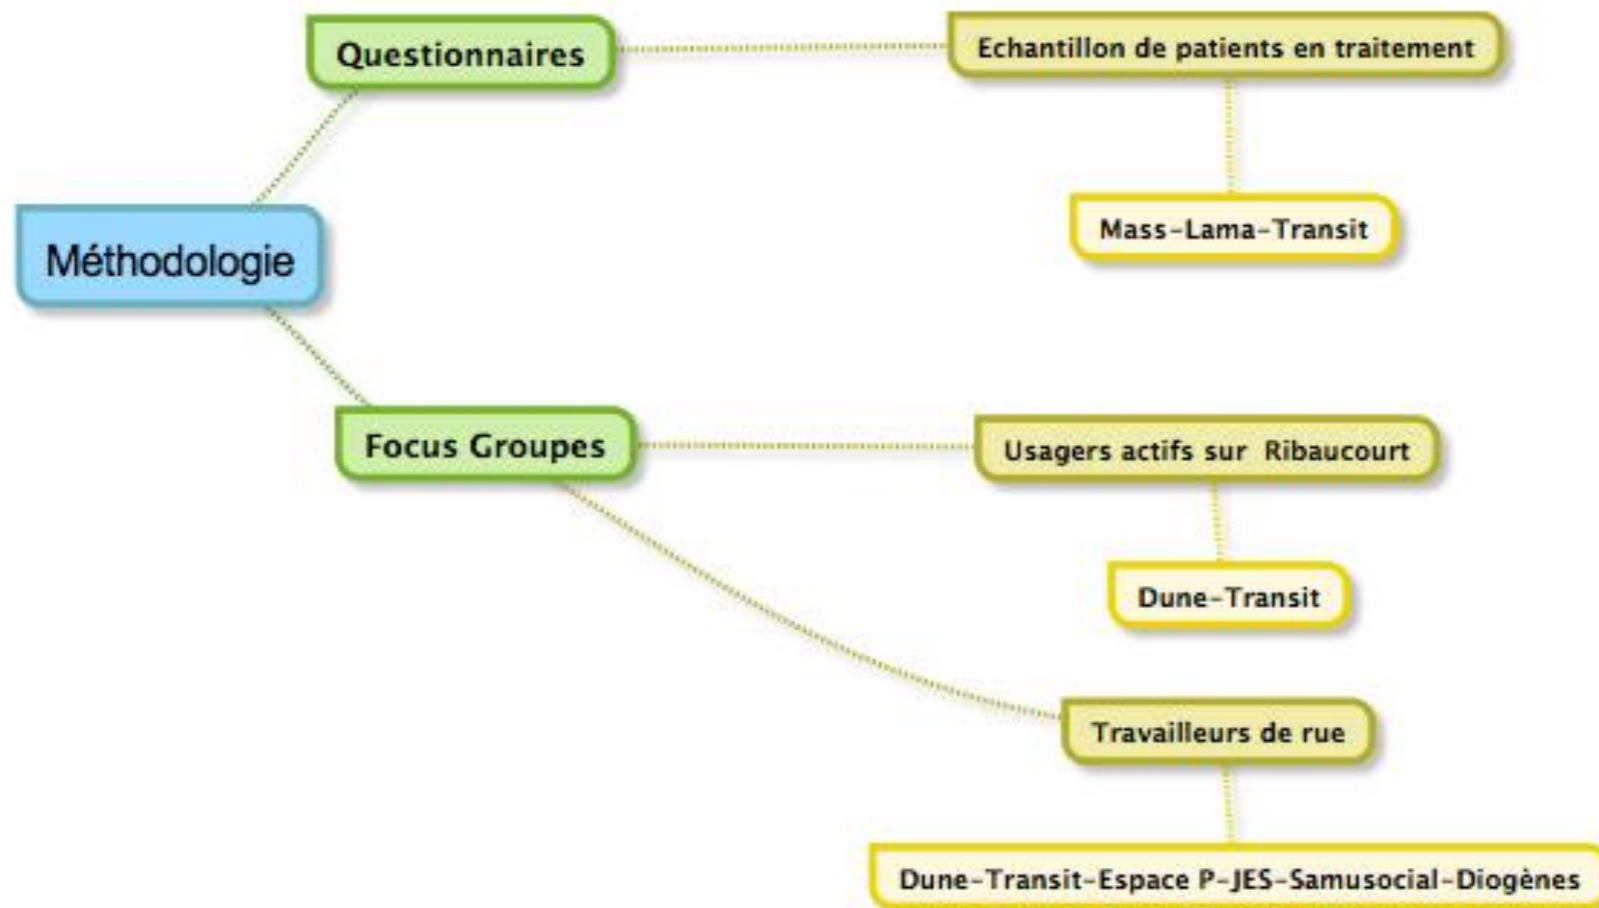 Questionnaires
Echantillon de patients en traitement
Mass-Lama-Transit
Méthodologie
Focus Groupes
Usagers actifs sur Ribaucourt
Dune-Transit
Travailleurs de rue
Dune-Transit-Espace P-JES-Samusocial-Diogènes